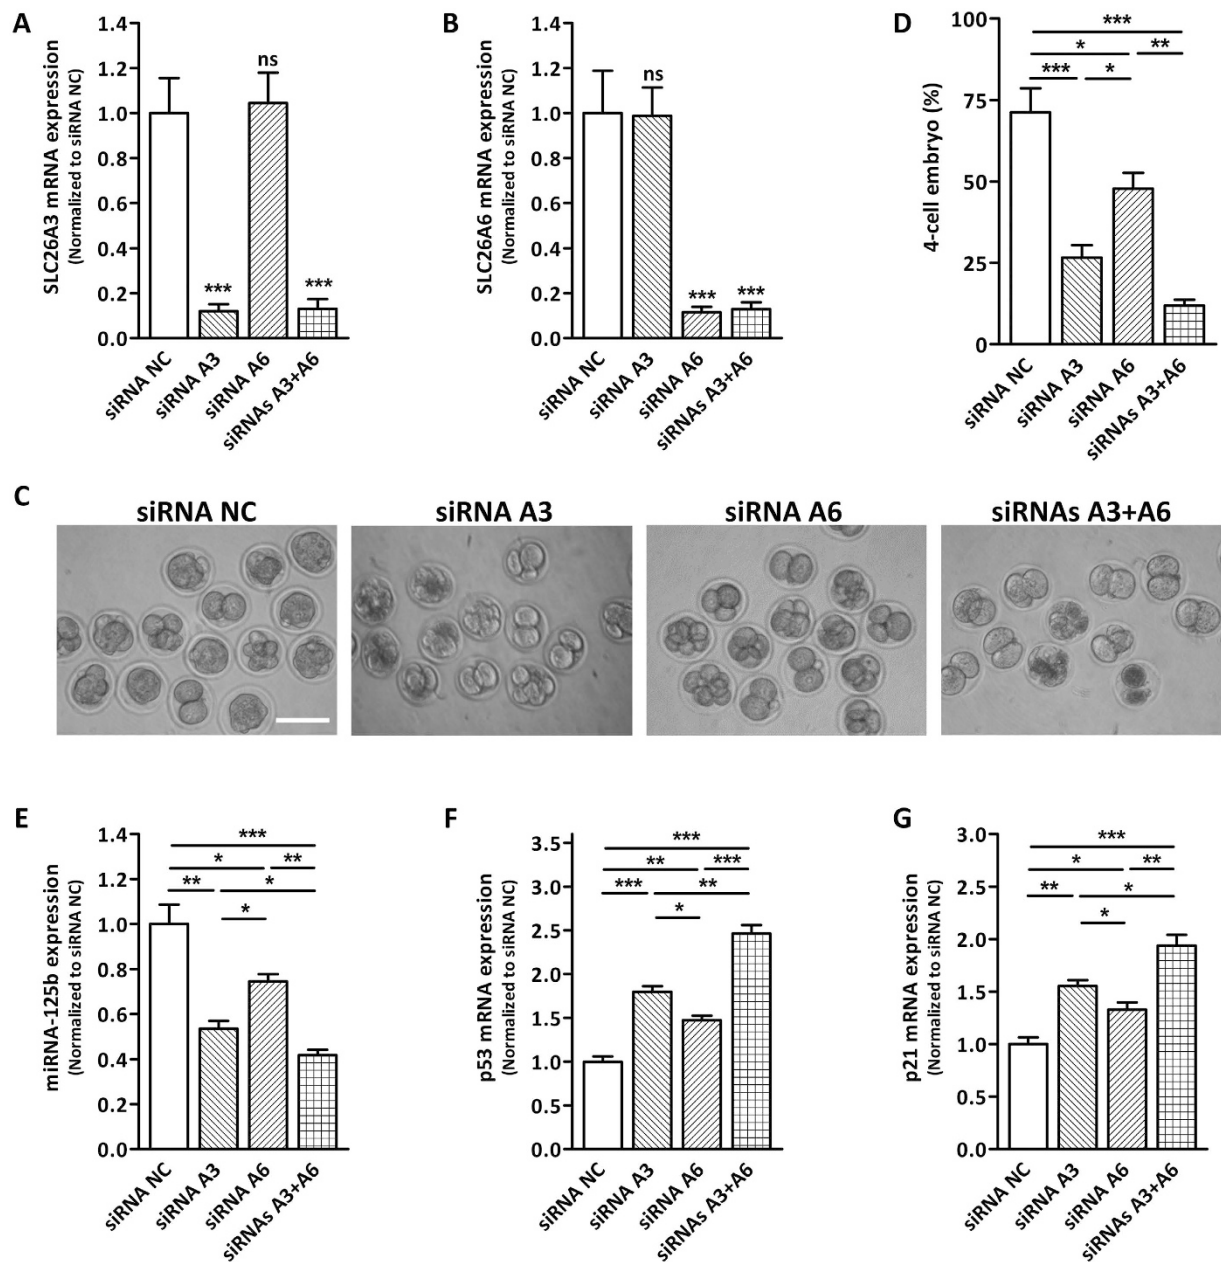 A
SLC26A3 mRNA expression
(Normalized to siRNA NC)
1.4
1.2
1.0
0.8
0.6
0.4
0.2
0.0
ns
***
***
siRNA NC
siRNA A3
siRNA A6
siRNAs A3+A6
B
SLC26A6 mRNA expression
(Normalized to siRNA NC)
1.4
1.2
1.0
0.8
0.6
0.4
0.2
0.0
ns
***
***
siRNA NC
siRNA A3
siRNA A6
siRNAs A3+A6
D
4-cell embryo (%)
100
75
50
25
0
***
*
**
***
*
siRNA NC
siRNA A3
siRNA A6
siRNAs A3+A6
C
siRNA NC
siRNA A3
siRNA A6
siRNAs A3+A6
E
miRNA-125b expression
(Normalized to siRNA NC)
1.4
1.2
1.0
0.8
0.6
0.4
0.2
0.0
***
*
**
**
*
*
siRNA NC
siRNA A3
siRNA A6
siRNAs A3+A6
F
p53 mRNA expression
(Normalized to siRNA NC)
3.5
3.0
2.5
2.0
1.5
1.0
0.5
0.0
***
**
***
***
**
*
siRNA NC
siRNA A3
siRNA A6
siRNAs A3+A6
G
p21 mRNA expression
(Normalized to siRNA NC)
3.0
2.5
2.0
1.5
1.0
0.5
0.0
***
*
**
**
*
*
siRNA NC
siRNA A3
siRNA A6
siRNAs A3+A6